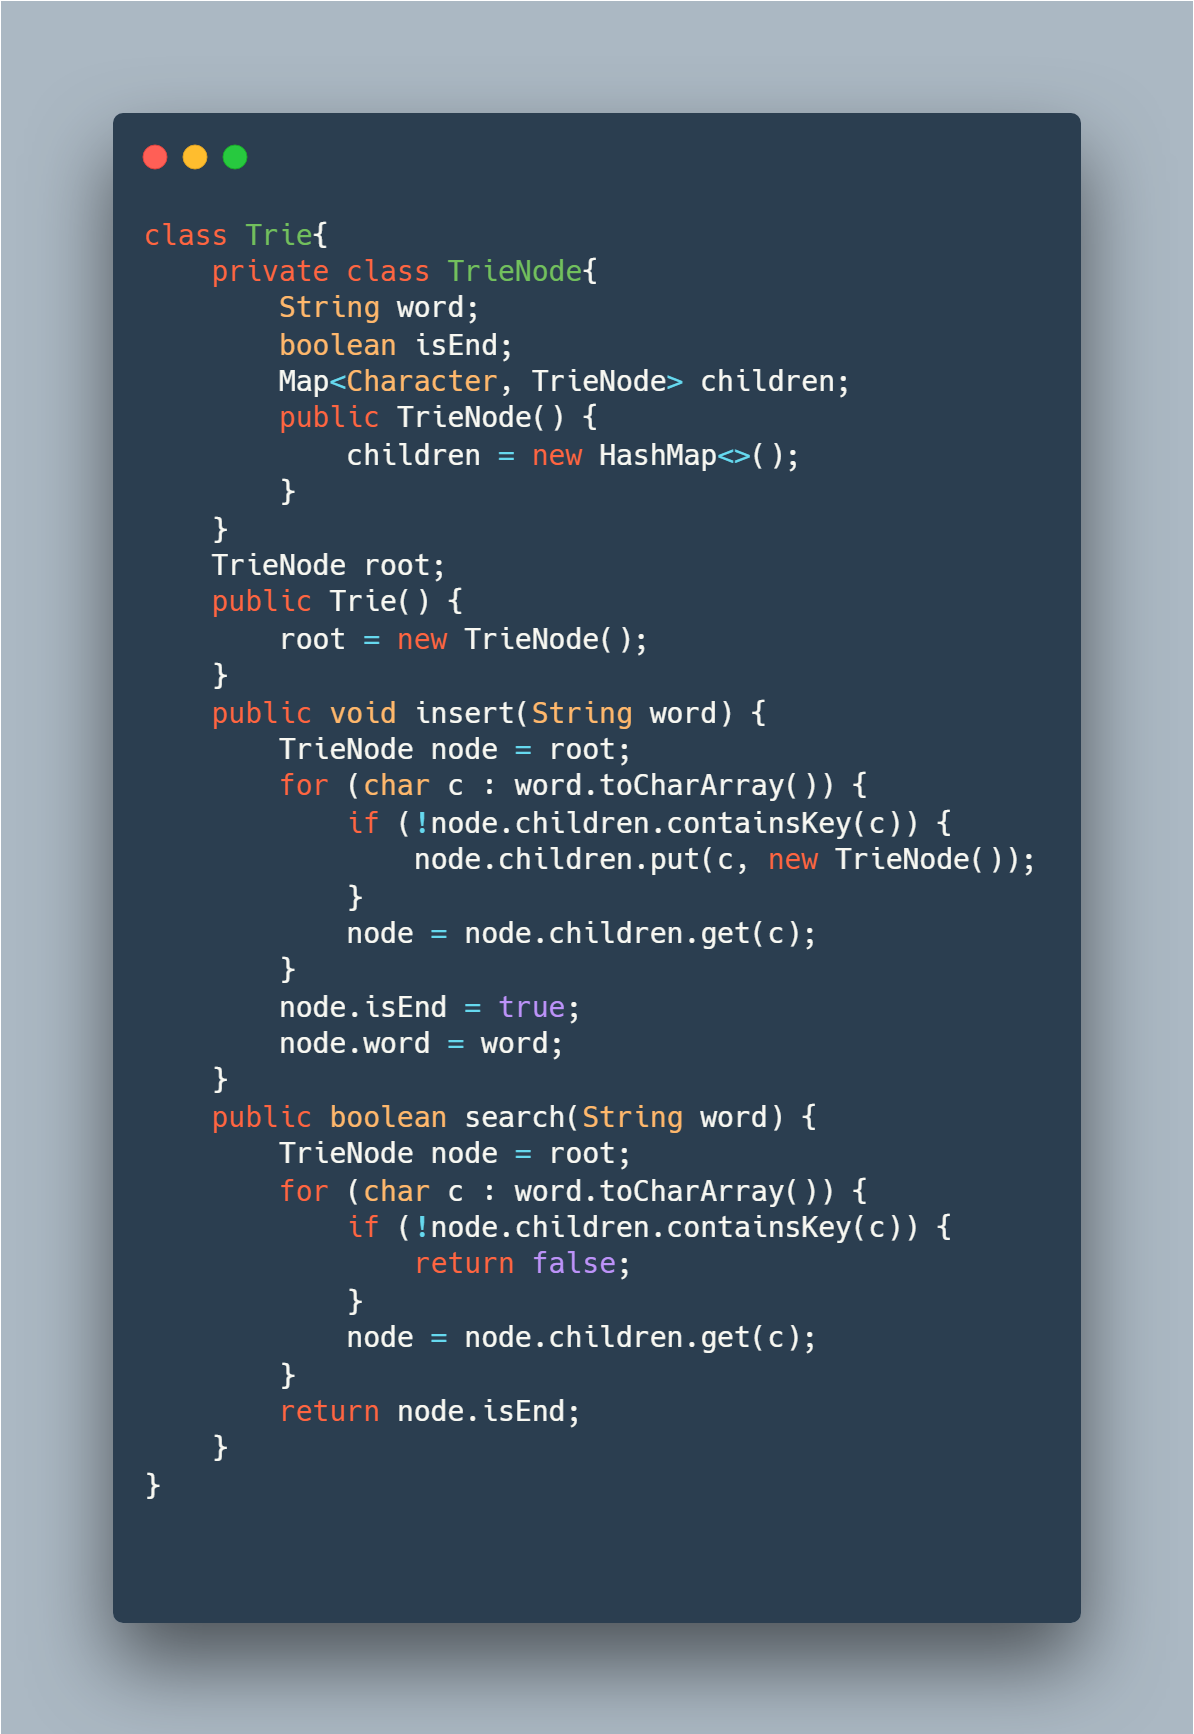 class Trie{
    private class TrieNode{
        String word;
        boolean isEnd;
        Map<Character, TrieNode> children;
        public TrieNode() {
            children = new HashMap<>();
        }
    }
    TrieNode root;
    public Trie() {
        root = new TrieNode();
    }
    public void insert(String word) {
        TrieNode node = root;
        for (char c : word.toCharArray()) {
            if (!node.children.containsKey(c)) {
                node.children.put(c, new TrieNode());
            }
            node = node.children.get(c);
        }
        node.isEnd = true;
        node.word = word;
    }
    public boolean search(String word) {
        TrieNode node = root;
        for (char c : word.toCharArray()) {
            if (!node.children.containsKey(c)) {
                return false;
            }
            node = node.children.get(c);
        }
        return node.isEnd;
    }
}